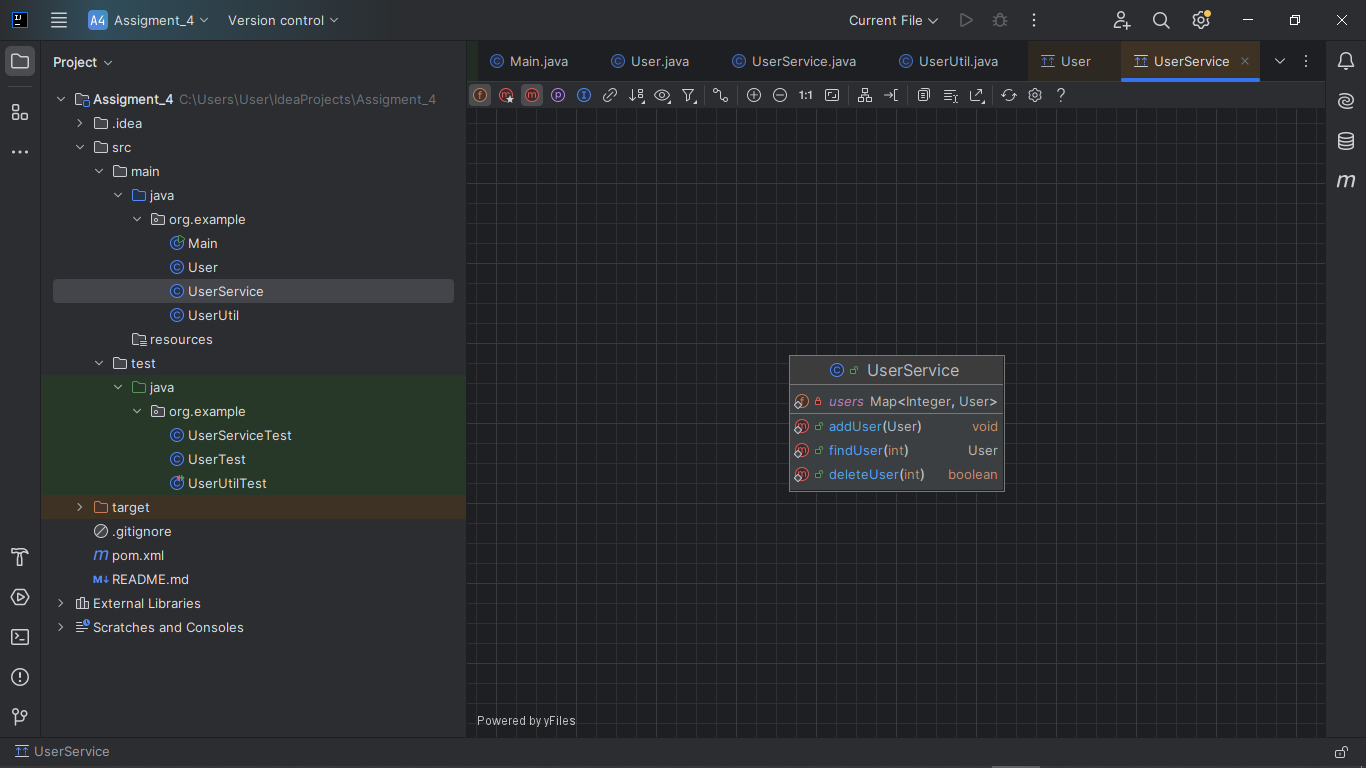 A4 Assigment_4 Version control Current File
Project
Main.java User.java UserService.java UserUtil.java User UserService
Assigment_4 C:\Users\User\IdeaProjects\Assigment_4
.idea
src
main
java
org.example
Main
User
UserService
UserUtil
resources
test
java
org.example
UserServiceTest
UserTest
UserUtilTest
target
.gitignore
pom.xml
README.md
External Libraries
Scratches and Consoles
1:1
UserService
users Map<Integer, User>
addUser(User) void
findUser(int) User
deleteUser(int) boolean
Powered by yFiles
UserService